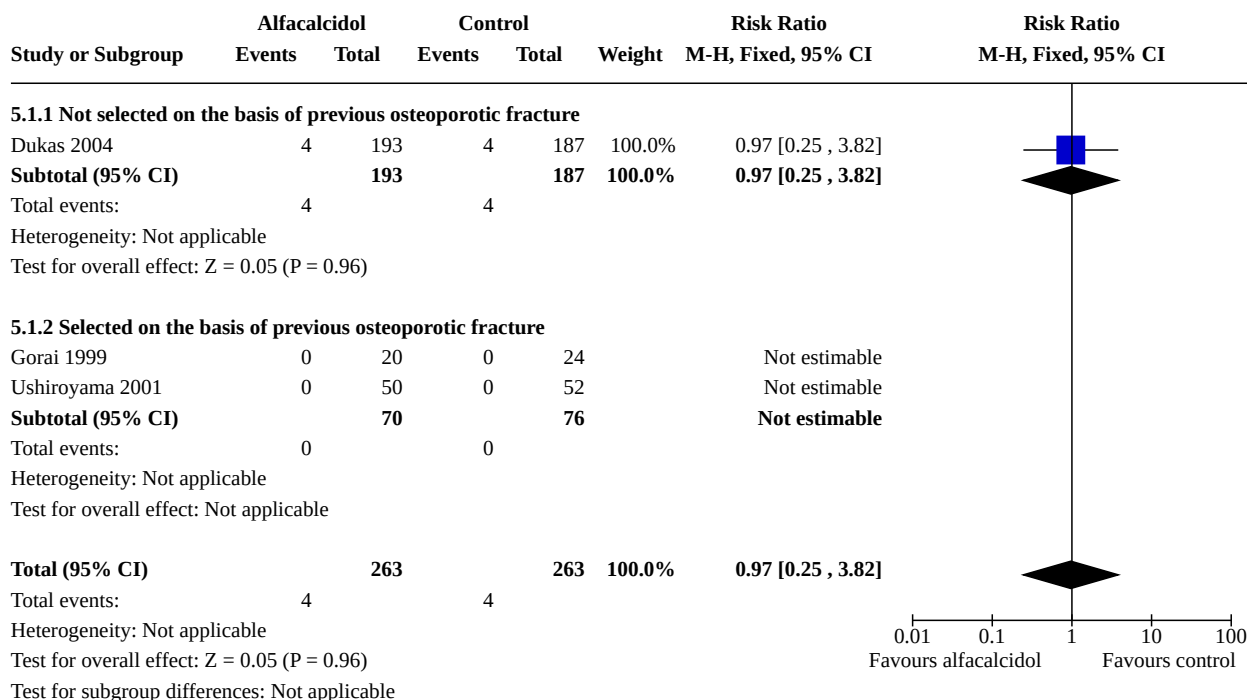 Alfacalcidol Control Risk Ratio Risk Ratio
Study or Subgroup Events Total Events Total Weight M-H, Fixed, 95% CI M-H, Fixed, 95% CI
5.1.1 Not selected on the basis of previous osteoporotic fracture
Dukas 2004 4 193 4 187 100.0% 0.97 [0.25 , 3.82]
Subtotal (95% CI) 193 187 100.0% 0.97 [0.25 , 3.82]
Total events: 4 4
Heterogeneity: Not applicable
Test for overall effect: Z = 0.05 (P = 0.96)
5.1.2 Selected on the basis of previous osteoporotic fracture
Gorai 1999 0 20 0 24 Not estimable
Ushiroyama 2001 0 50 0 52 Not estimable
Subtotal (95% CI) 70 76 Not estimable
Total events: 0 0
Heterogeneity: Not applicable
Test for overall effect: Not applicable
Total (95% CI) 263 263 100.0% 0.97 [0.25 , 3.82]
Total events: 4 4
Heterogeneity: Not applicable 0.01 0.1 1 10 100
Test for overall effect: Z = 0.05 (P = 0.96) Favours alfacalcidol Favours control
Test for subgroup differences: Not applicable